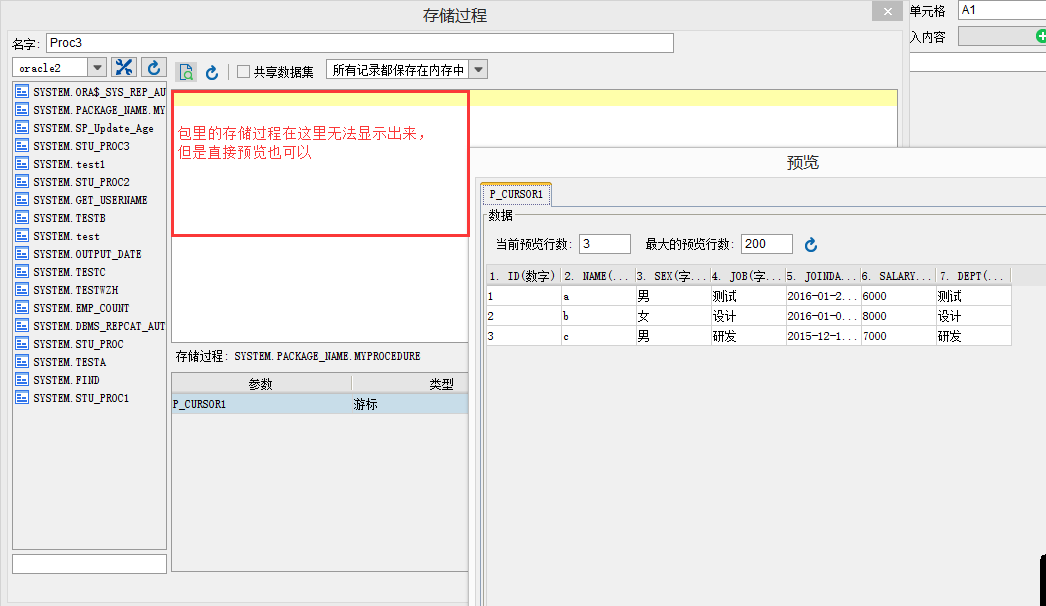 存储过程
单元格
A1
入内容
名字:
Proc3
oracle2
共享数据集
所有记录都保存在内存中
SYSTEM.ORA$_SYS_REP_AU
SYSTEM.PACKAGE_NAME.MY
SYSTEM.SP_Update_Age
SYSTEM.STU_PROC3
SYSTEM.test1
SYSTEM.STU_PROC2
SYSTEM.GET_USERNAME
SYSTEM.TESTB
SYSTEM.test
SYSTEM.OUTPUT_DATE
SYSTEM.TESTC
SYSTEM.TESTWZH
SYSTEM.EMP_COUNT
SYSTEM.DBMS_REPCAT_AUT
SYSTEM.STU_PROC
SYSTEM.TESTA
SYSTEM.FIND
SYSTEM.STU_PROC1
包里的存储过程在这里无法显示出来，
但是直接预览也可以
存储过程: SYSTEM.PACKAGE_NAME.MYPROCEDURE
参数 类型
P_CURSOR1 游标
预览
P_CURSOR1
数据
当前预览行数: 3 最大的预览行数: 200
1. ID(数字) 2. NAME(... 3. SEX(字... 4. JOB(字... 5. JOINDA... 6. SALARY... 7. DEPT(...
1 a 男 测试 2016-01-2... 6000 测试
2 b 女 设计 2016-01-0... 8000 设计
3 c 男 研发 2015-12-1... 7000 研发